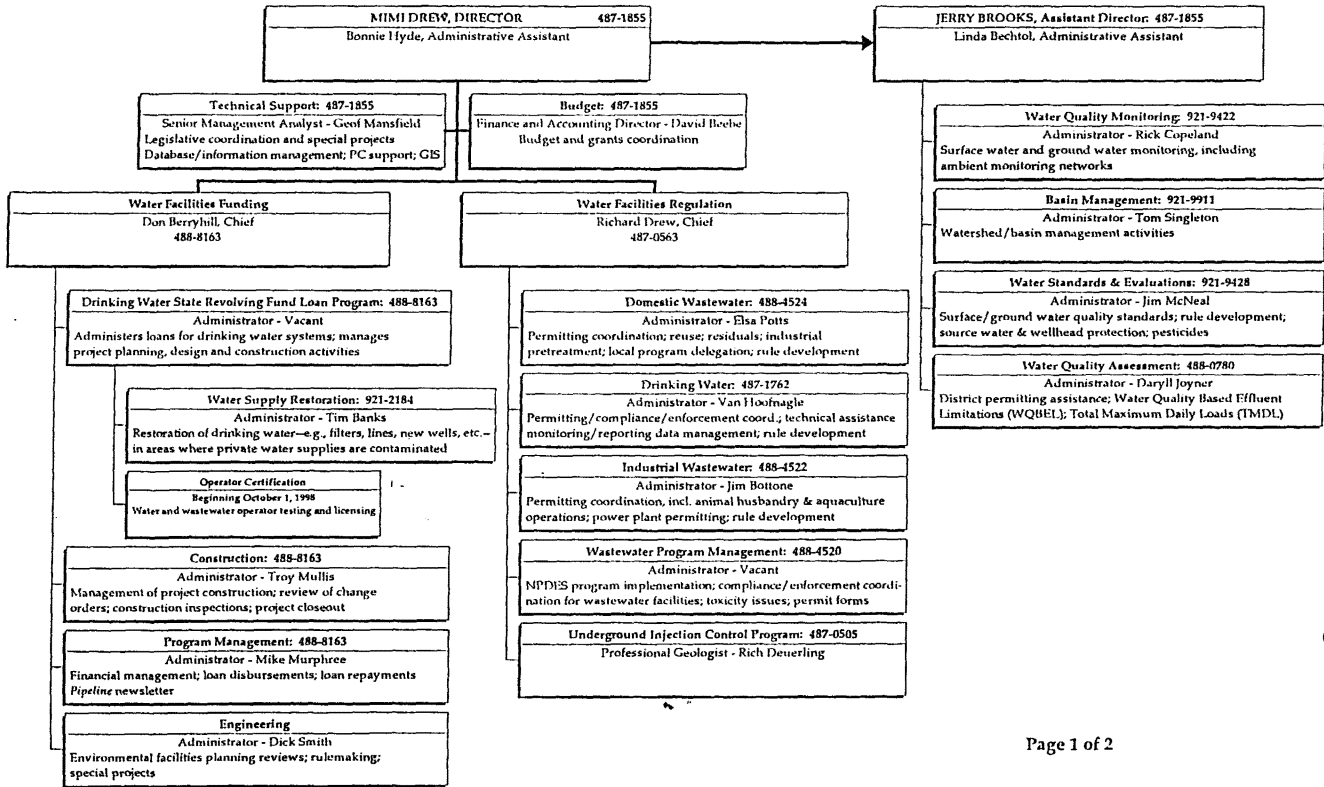 MIMI DREW, DIRECTOR 487-1855
Bonnie Hyde, Administrative Assistant
JERRY BROOKS, Assistant Director: 487-1855
Linda Bechtol, Administrative Assistant
Technical Support: 487-1855
Senior Management Analyst - Geof Mansfield
Legislative coordination and special projects
Database/information management; PC support; GIS
Budget: 487-1855
Finance and Accounting Director - David Beebe
Budget and grants coordination
Water Quality Monitoring: 921-9422
Administrator - Rick Copeland
Surface water and ground water monitoring, including
ambient monitoring networks
Basin Management: 921-9911
Administrator - Tom Singleton
Watershed/basin management activities
Water Standards & Evaluations: 921-9428
Administrator - Jim McNeal
Surface/ground water quality standards; rule development;
source water & wellhead protection; pesticides
Water Quality Assessment: 488-0780
Administrator - Daryll Joyner
District permitting assistance; Water Quality Based Effluent
Limitations (WQBEL); Total Maximum Daily Loads (TMDL)
Water Facilities Funding
Don Berryhill, Chief
488-8163
Drinking Water State Revolving Fund Loan Program: 488-8163
Administrator - Vacant
Administers loans for drinking water systems; manages
project planning, design and construction activities
Water Supply Restoration: 921-2184
Administrator - Tim Banks
Restoration of drinking water—e.g., filters, lines, new wells, etc.–
in areas where private water supplies are contaminated
Operator Certification
Beginning October 1, 1998
Water and wastewater operator testing and licensing
Construction: 488-8163
Administrator - Troy Mullis
Management of project construction; review of change
orders; construction inspections; project closeout
Program Management: 488-8163
Administrator - Mike Murphree
Financial management; loan disbursements; loan repayments
Pipeline newsletter
Engineering
Administrator - Dick Smith
Environmental facilities planning reviews; rulemaking;
special projects
Water Facilities Regulation
Richard Drew, Chief
487-0563
Domestic Wastewater: 488-4524
Administrator - Elsa Potts
Permitting coordination; reuse; residuals; industrial
pretreatment; local program delegation; rule development
Drinking Water: 487-1762
Administrator - Van Hoofnagle
Permitting/compliance/enforcement coord.; technical assistance
monitoring/reporting data management; rule development
Industrial Wastewater: 488-4522
Administrator - Jim Bottone
Permitting coordination, incl. animal husbandry & aquaculture
operations; power plant permitting; rule development
Wastewater Program Management: 488-4520
Administrator - Vacant
NPDES program implementation; compliance/enforcement coordi-
nation for wastewater facilities; toxicity issues; permit forms
Underground Injection Control Program: 487-0505
Professional Geologist - Rich Deuerling
Page 1 of 2